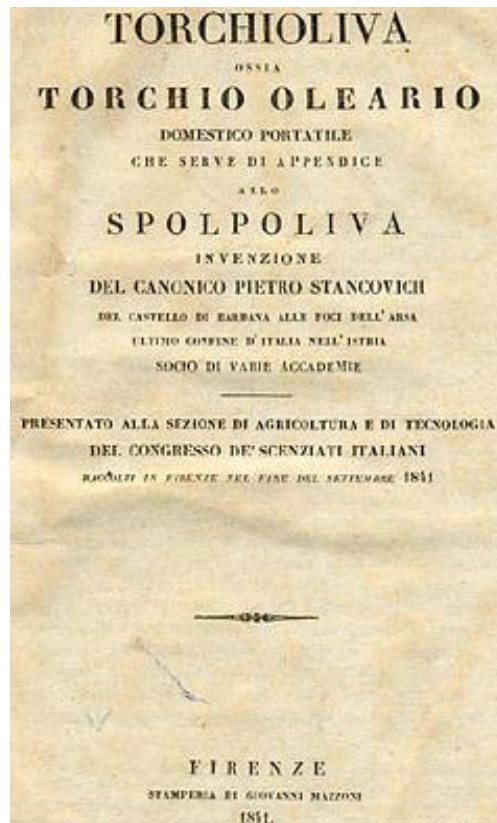 TORCHIOLIVA
OSSIA
TORCHIO OLEARIO
DOMESTICO PORTATILE
CHE SERVE DI APPENDICE
ALLO
SPOLPOLIVA
INVENZIONE
DEL CANONICO PIETRO STANCOVICH
DEL CASTELLO DI BARBANA ALLE FOCI DELL' ARSA
ULTIMO CONFINE D' ITALIA NELL' ISTRIA
SOCIO DI VARIE ACCADEMIE
PRESENTATO ALLA SEZIONE DI AGRICOLTURA E DI TECNOLOGIA
DEL CONGRESSO DE' SCENZIATI ITALIANI
RACCOLTI IN FIRENZE NEL FINE DEL SETTEMBRE 1841
FIRENZE
STAMPERIA DI GIOVANNI MAZZONI
1841.